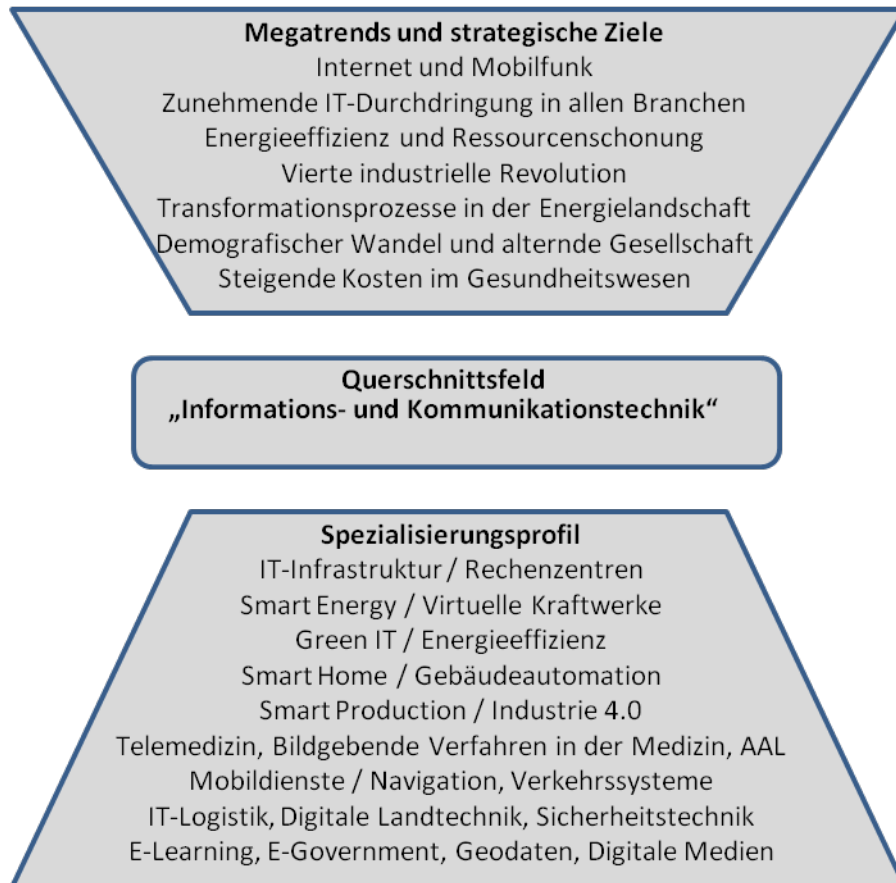 Megatrends und strategische Ziele
Internet und Mobilfunk
Zunehmende IT-Durchdringung in allen Branchen
Energieeffizienz und Ressourcenschonung
Vierte industrielle Revolution
Transformationsprozesse in der Energielandschaft
Demografischer Wandel und alternde Gesellschaft
Steigende Kosten im Gesundheitswesen
Querschnittsfeld
„Informations- und Kommunikationstechnik“
Spezialisierungsprofil
IT-Infrastruktur / Rechenzentren
Smart Energy / Virtuelle Kraftwerke
Green IT / Energieeffizienz
Smart Home / Gebäudeautomation
Smart Production / Industrie 4.0
Telemedizin, Bildgebende Verfahren in der Medizin, AAL
Mobildienste / Navigation, Verkehrssysteme
IT-Logistik, Digitale Landtechnik, Sicherheitstechnik
E-Learning, E-Government, Geodaten, Digitale Medien